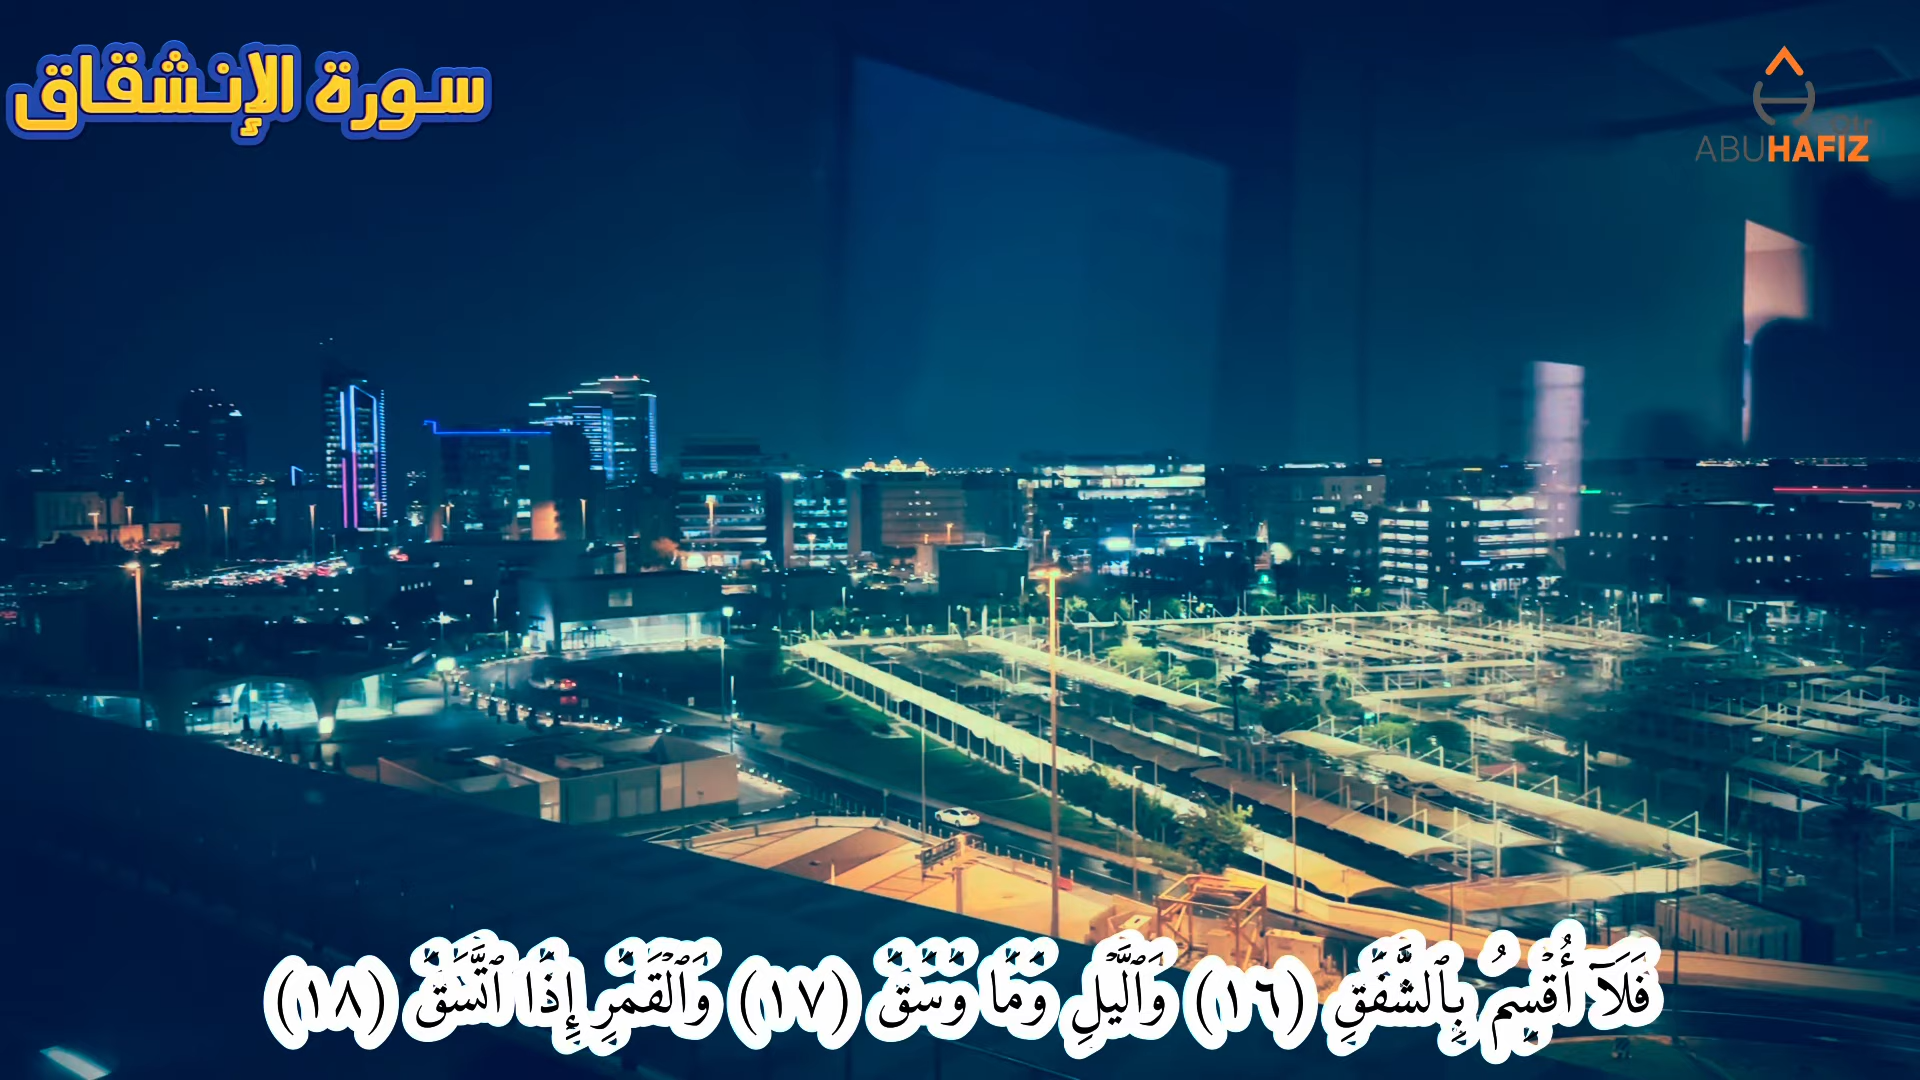 سورة الإنشقاق
ABUHAFIZ
فَلَآ أُقْسِمُ بِٱلشَّفَقِ (١٦) وَٱلَّيْلِ وَمَا وَسَقَ (١٧) وَٱلْقَمَرِ إِذَا ٱتَّسَقَ (١٨)